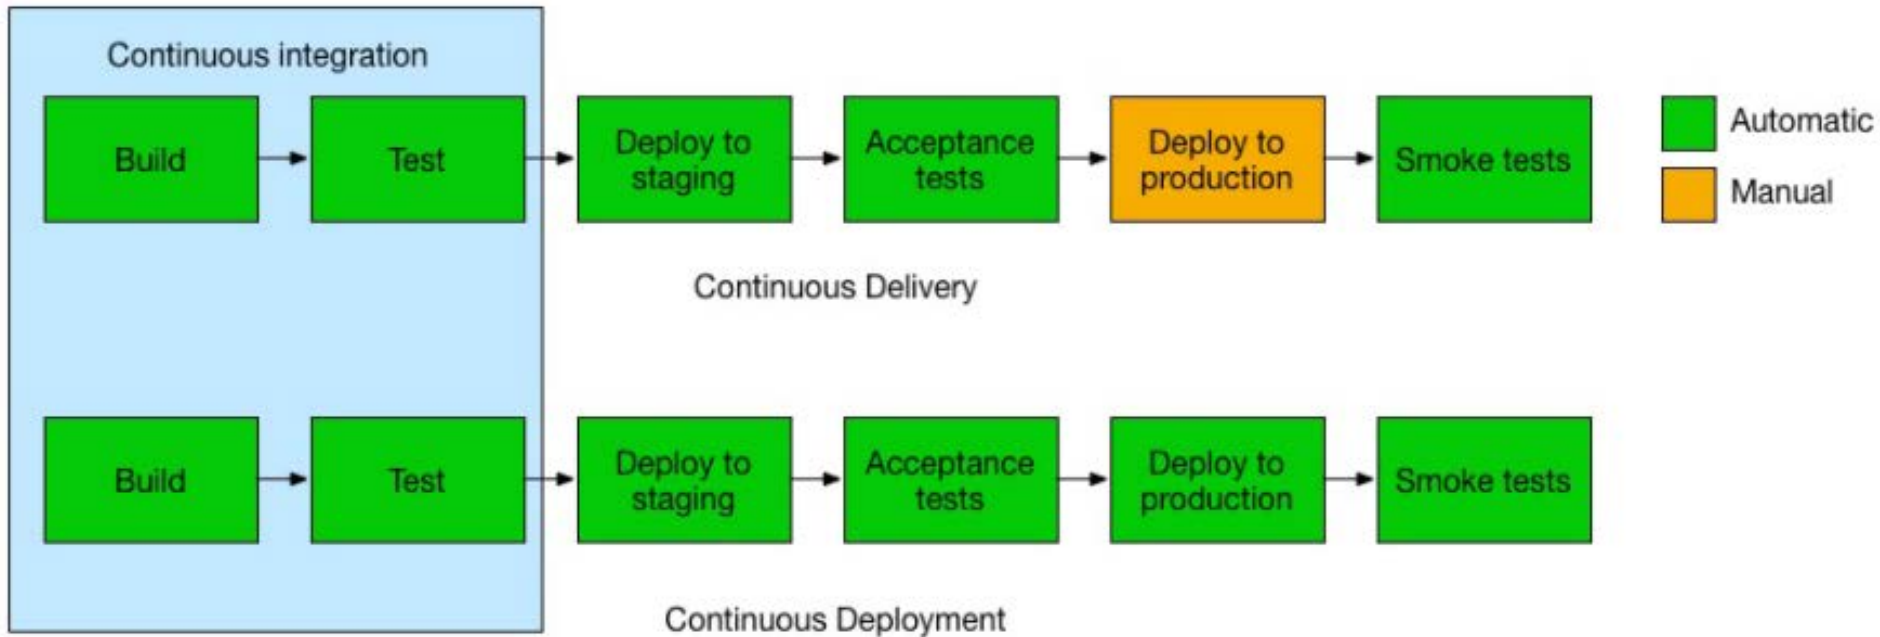 Continuous integration
Build
Test
Deploy to
staging
Acceptance
tests
Deploy to
production
Smoke tests
Automatic
Manual
Continuous Delivery
Build
Test
Deploy to
staging
Acceptance
tests
Deploy to
production
Smoke tests
Continuous Deployment